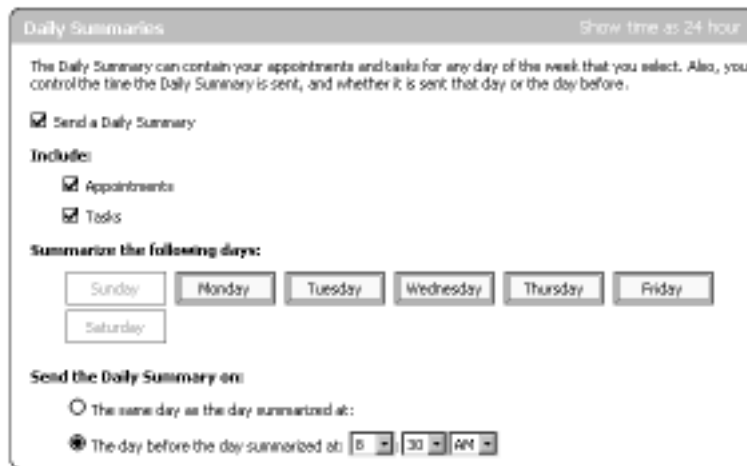 Daily Summaries Show time as 24 hour
The Daily Summary can contain your appointments and tasks for any day of the week that you select. Also, you
control the time the Daily Summary is sent, and whether it is sent that day or the day before.
Send a Daily Summary
Include:
Appointments
Tasks
Summarize the following days:
Sunday Monday Tuesday Wednesday Thursday Friday
Saturday
Send the Daily Summary on:
The same day as the day summarized at:
The day before the day summarized at: 8 : 30 AM